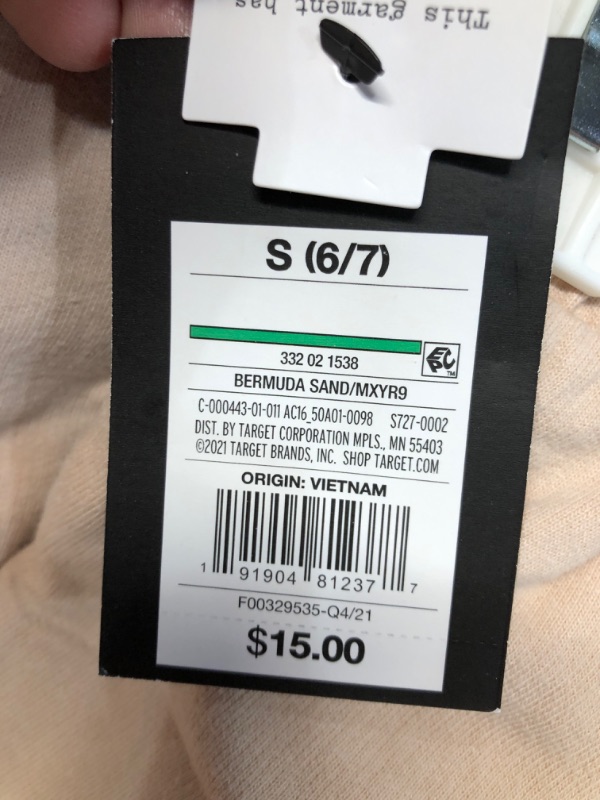 This garment has
S (6/7)
332 02 1538
EPC TM
BERMUDA SAND/MXYR9
C-000443-01-011 AC16_50A01-0098 S727-0002
DIST. BY TARGET CORPORATION MPLS., MN 55403
©2021 TARGET BRANDS, INC. SHOP TARGET.COM
ORIGIN: VIETNAM
1 91904 81237 7
F00329535-Q4/21
$15.00